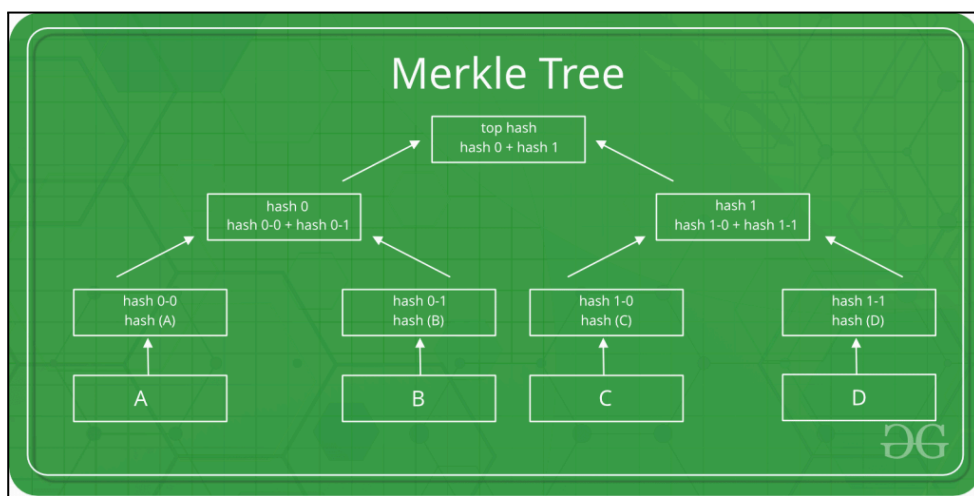 Merkle Tree
top hash
hash 0 + hash 1
hash 0
hash 0-0 + hash 0-1
hash 1
hash 1-0 + hash 1-1
hash 0-0
hash (A)
hash 0-1
hash (B)
hash 1-0
hash (C)
hash 1-1
hash (D)
A
B
C
D